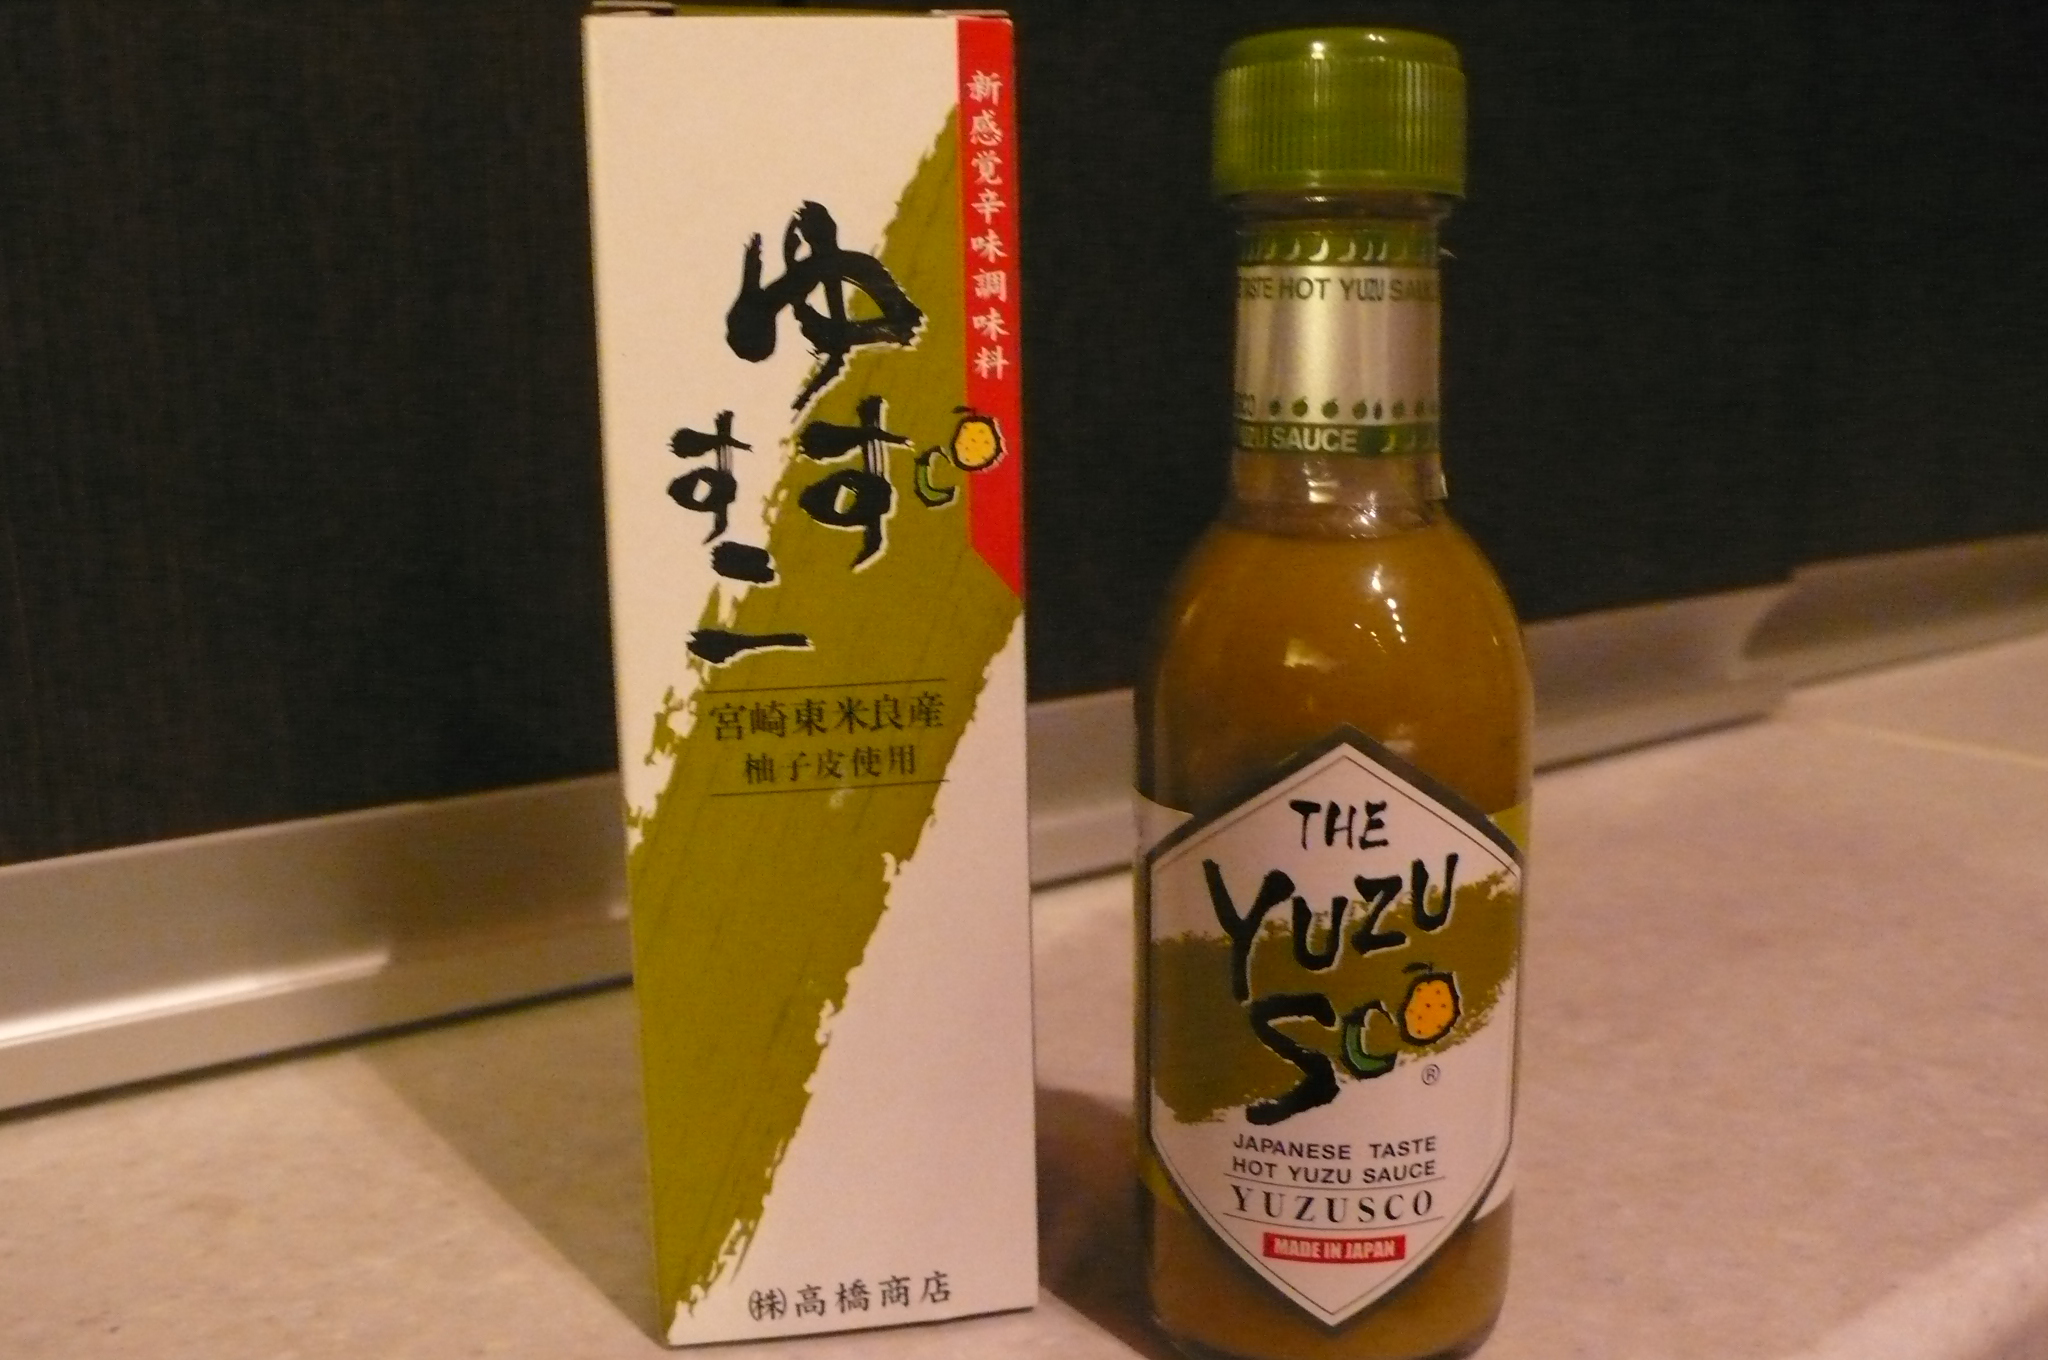 新感覚辛味調味料
ゆずすこ
宮崎東米良産
柚子皮使用
㈱高橋商店
TASTE HOT YUZU SAUCE
YUZU SAUCE
THE
YUZU
SCO
®
JAPANESE TASTE
HOT YUZU SAUCE
YUZUSCO
MADE IN JAPAN